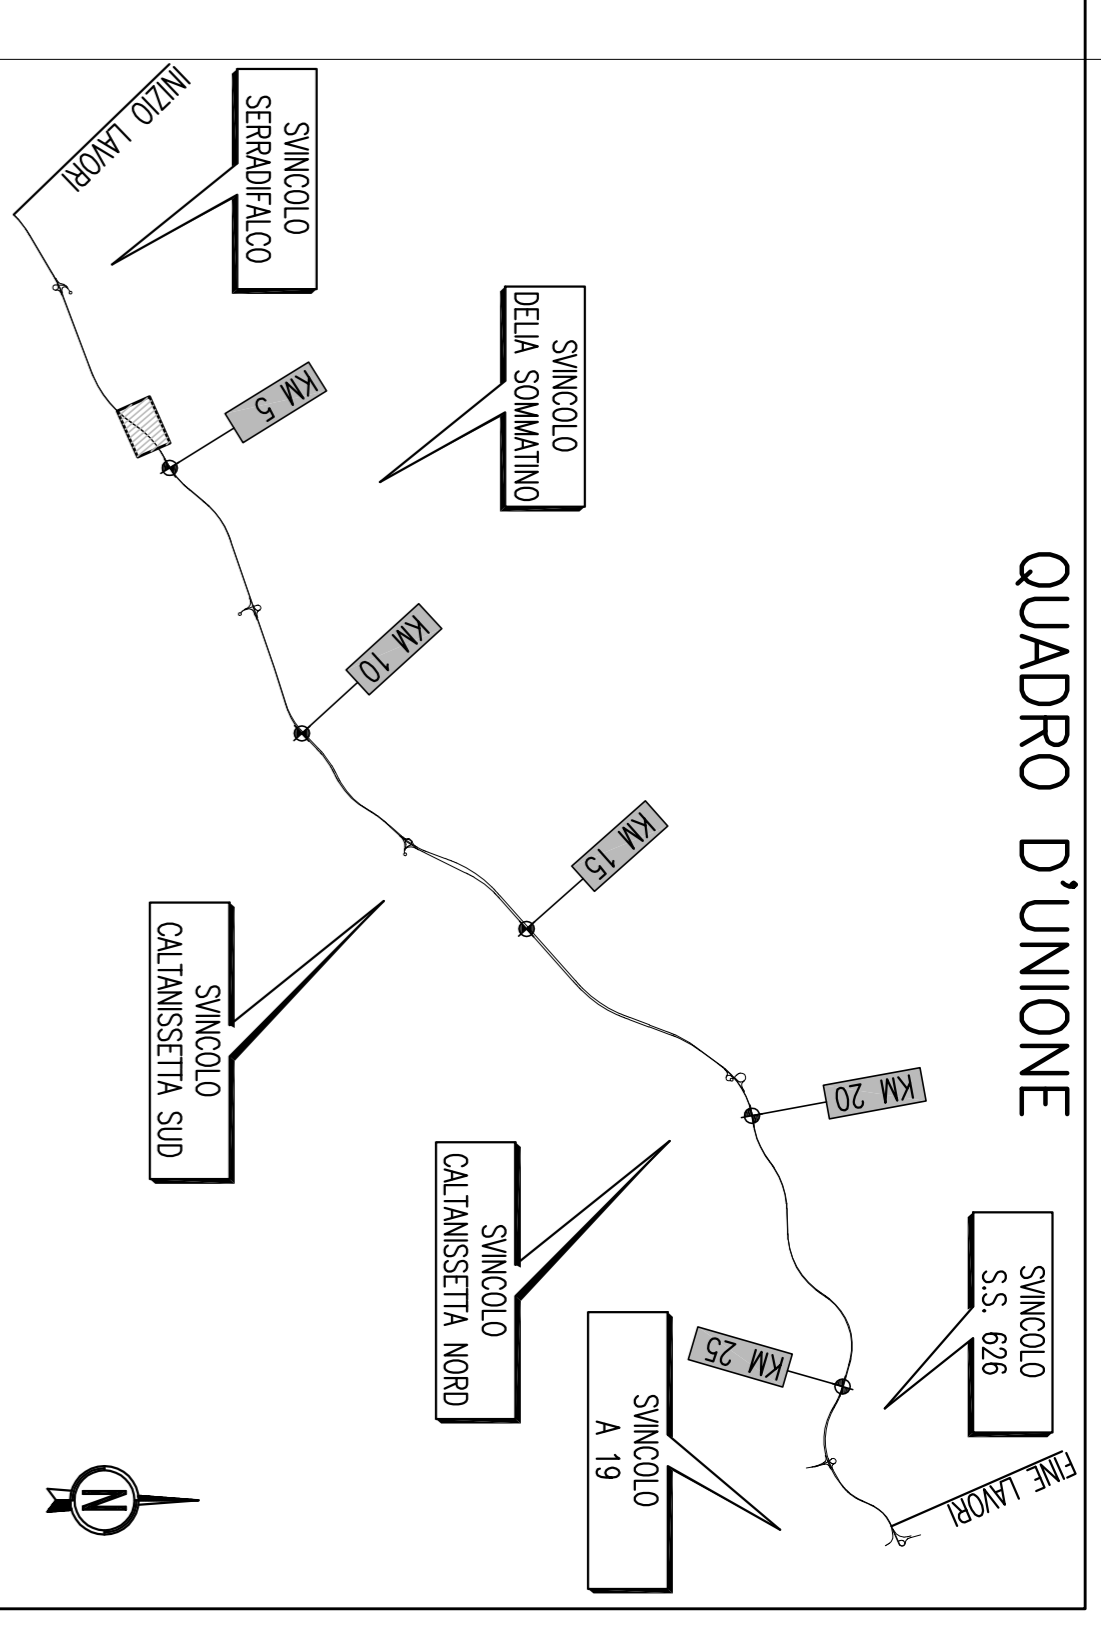 QUADRO D'UNIONE
INIZIO LAVORI
SVINCOLO
SERRADIFALCO
KM 5
SVINCOLO
DELIA SOMMATINO
KM 10
SVINCOLO
CALTANISSETTA SUD
KM 15
SVINCOLO
CALTANISSETTA NORD
KM 20
SVINCOLO
S.S. 626
KM 25
SVINCOLO
A 19
FINE LAVORI
N